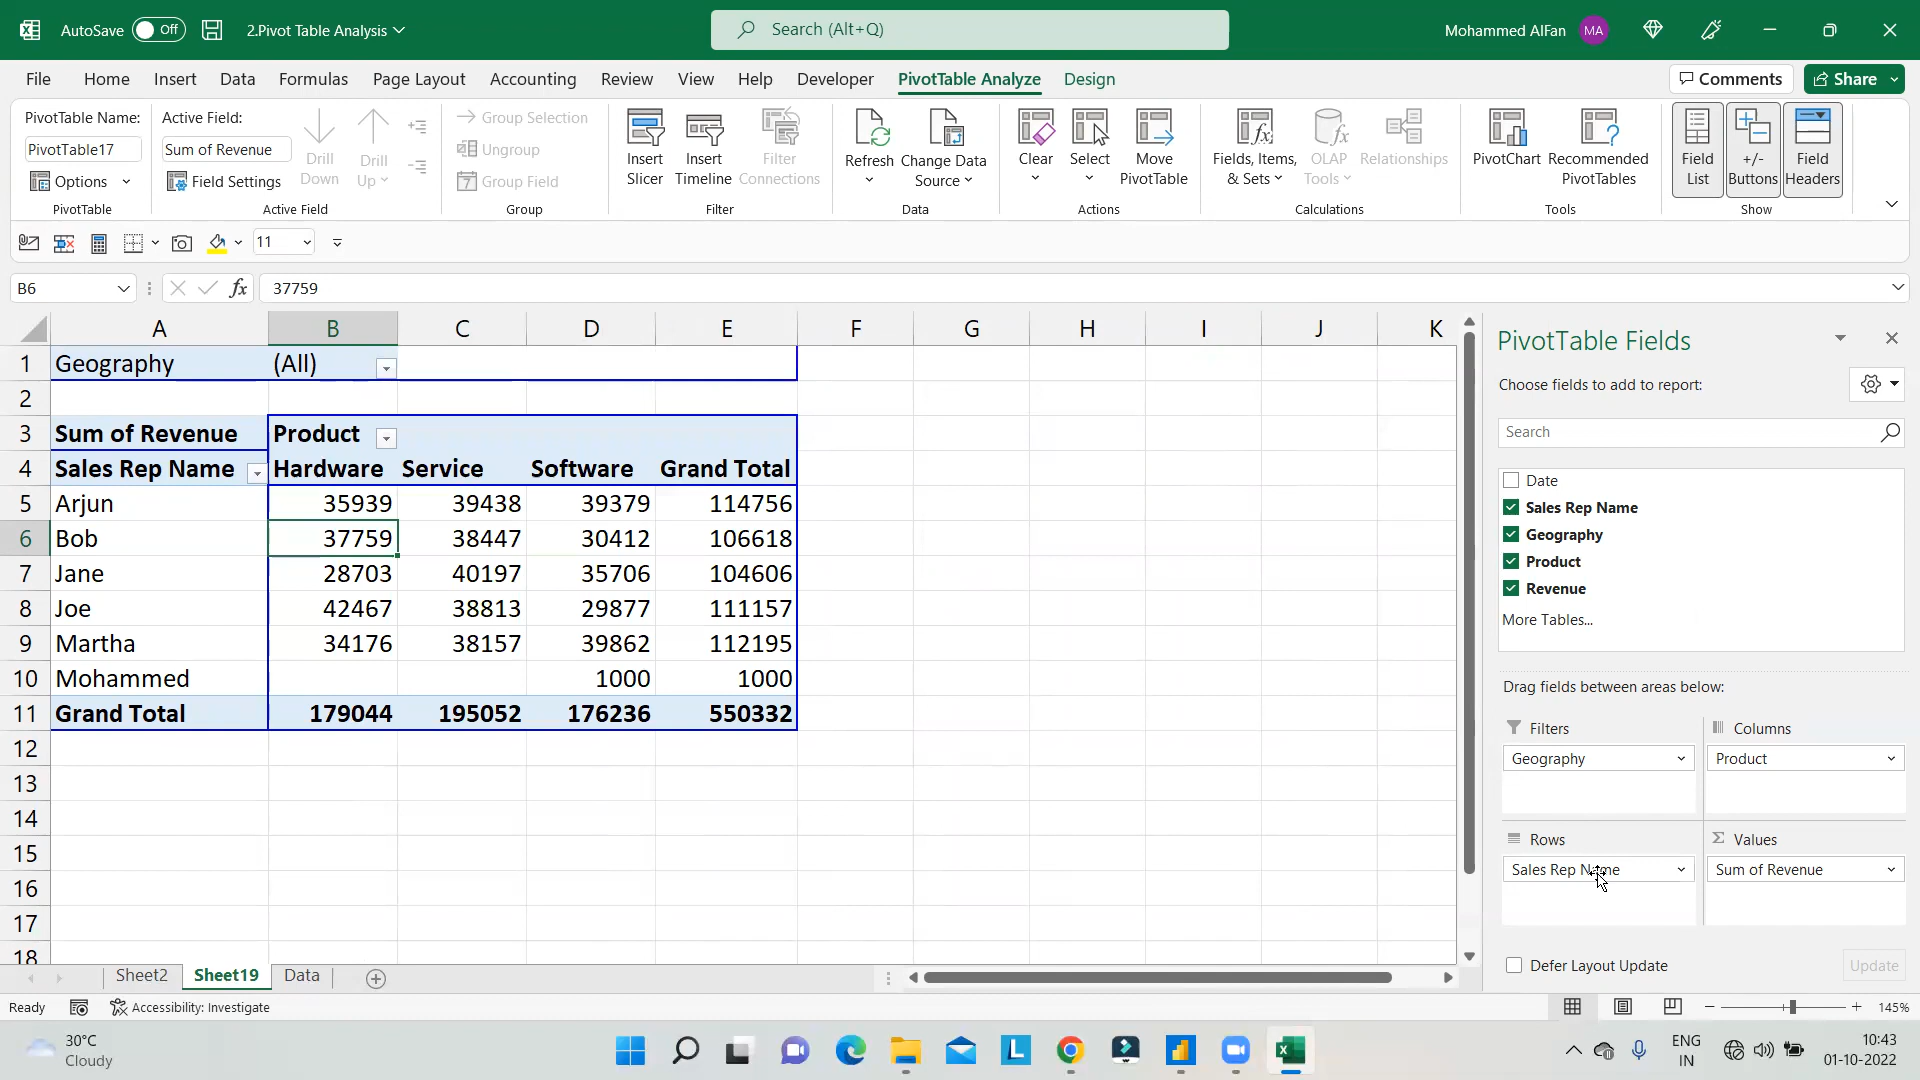 AutoSave Off 2.Pivot Table Analysis Search (Alt+Q) Mohammed AlFan MA
File Home Insert Data Formulas Page Layout Accounting Review View Help Developer PivotTable Analyze Design Comments Share
PivotTable Name: Active Field:
PivotTable17 Sum of Revenue
Options Field Settings
Drill Down Drill Up
Group Selection
Ungroup
Group Field
Insert Slicer Insert Timeline Filter Connections
Refresh Change Data Source
Clear Select Move PivotTable
Fields, Items, & Sets OLAP Tools Relationships
PivotChart Recommended PivotTables
Field List +/- Buttons Field Headers
PivotTable Active Field Group Filter Data Actions Calculations Tools Show
11
B6 fx 37759
A B C D E F G H I J K
1 Geography (All)
2
3 Sum of Revenue Product
4 Sales Rep Name Hardware Service Software Grand Total
5 Arjun 35939 39438 39379 114756
6 Bob 37759 38447 30412 106618
7 Jane 28703 40197 35706 104606
8 Joe 42467 38813 29877 111157
9 Martha 34176 38157 39862 112195
10 Mohammed 1000 1000
11 Grand Total 179044 195052 176236 550332
12
13
14
15
16
17
18
PivotTable Fields
Choose fields to add to report:
Search
Date
Sales Rep Name
Geography
Product
Revenue
More Tables...
Drag fields between areas below:
Filters Columns
Geography Product
Rows Σ Values
Sales Rep Name Sum of Revenue
Defer Layout Update Update
Sheet2 Sheet19 Data
Ready Accessibility: Investigate 145%
30°C
Cloudy
ENG
IN
10:43
01-10-2022